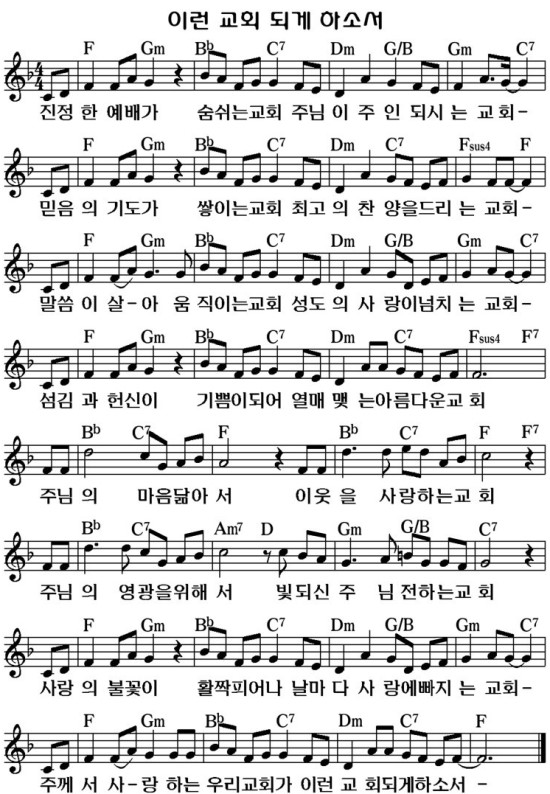 이런 교회 되게 하소서
F Gm Bb C7 Dm G/B Gm C7
진정 한 예배가 숨쉬는교회 주님 이 주 인 되시 는 교 회-
F Gm Bb C7 Dm C7 Fsus4 F
믿음 의 기도가 쌓이는교회 최고 의 찬 양을드리 는 교회-
F Gm Bb C7 Dm G/B Gm C7
말씀 이 살-아 움 직이는교회 성도 의 사 랑이넘치 는 교회-
F Gm Bb C7 Dm C7 Fsus4 F7
섬김 과 헌신이 기쁨이되어 열매 맺 는아름다운교 회
Bb C7 F Bb C7 F F7
주님 의 마음닮아 서 이웃 을 사랑하는교 회
Bb C7 Am7 D Gm G/B C7
주님 의 영광을위해 서 빛되신 주 님 전하는교 회
F Gm Bb C7 Dm G/B Gm C7
사랑 의 불꽃이 활짝피어나 날마 다 사 랑에빠지 는 교회-
F Gm Bb C7 Dm C7 F
주께 서 사-랑 하는 우리교회가 이런 교 회되게하소서 -